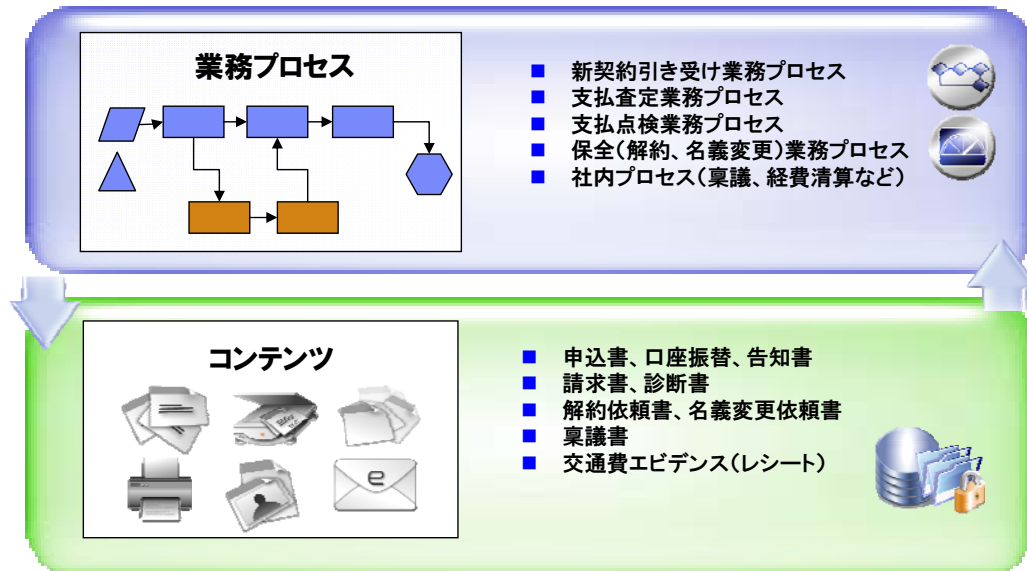 業務プロセス
新契約引き受け業務プロセス
支払査定業務プロセス
支払点検業務プロセス
保全（解約、名義変更）業務プロセス
社内プロセス（稟議、経費清算など）
コンテンツ
申込書、口座振替、告知書
請求書、診断書
解約依頼書、名義変更依頼書
稟議書
交通費エビデンス（レシート）
e